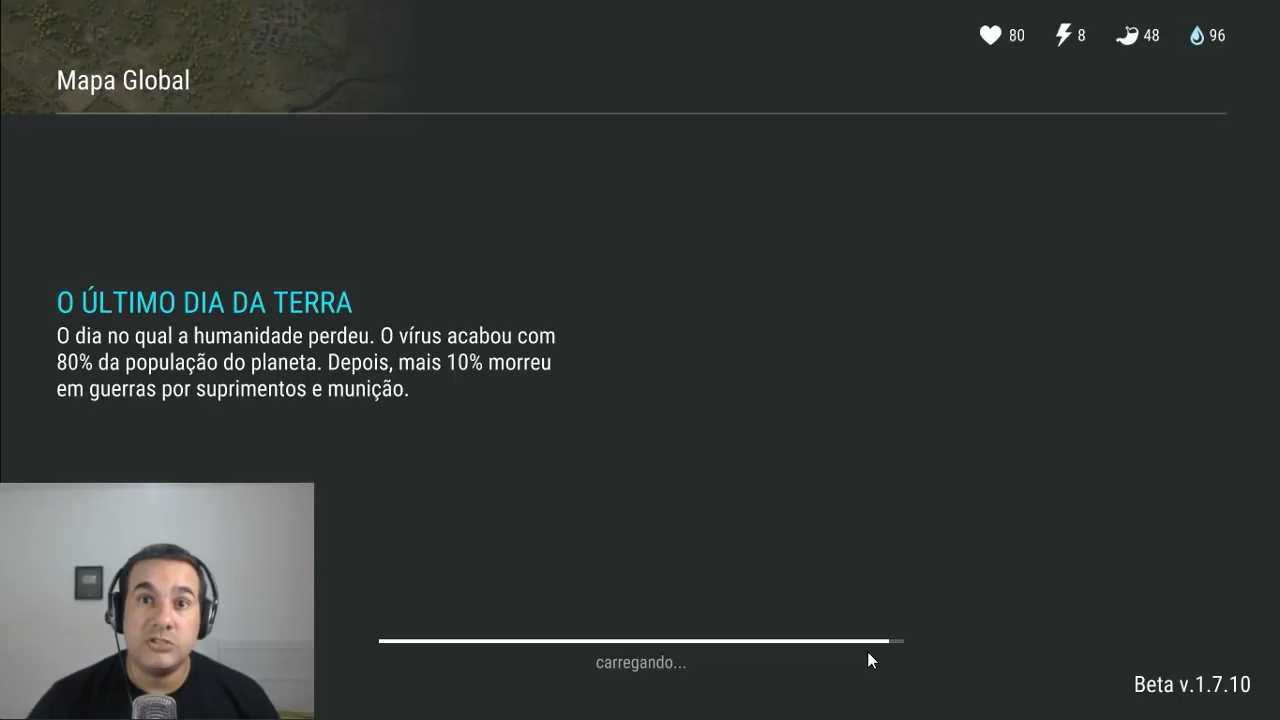 80
8
48
96
Mapa Global
O ÚLTIMO DIA DA TERRA
O dia no qual a humanidade perdeu. O vírus acabou com
80% da população do planeta. Depois, mais 10% morreu
em guerras por suprimentos e munição.
carregando...
Beta v.1.7.10